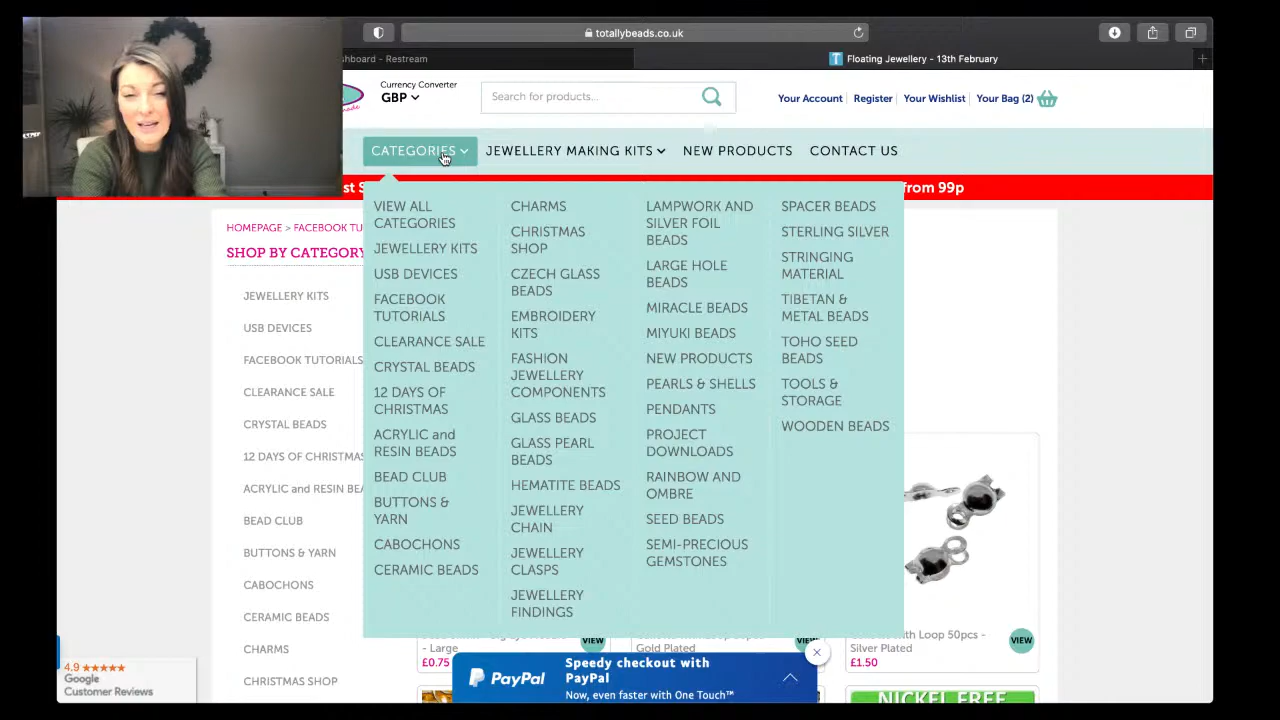 totallybeads.co.uk
shboard - Restream
Floating Jewellery - 13th February
Currency Converter
GBP
Search for products...
Your Account
Register
Your Wishlist
Your Bag (2)
CATEGORIES
JEWELLERY MAKING KITS
NEW PRODUCTS
CONTACT US
from 99p
HOMEPAGE > FACEBOOK TU
SHOP BY CATEGORY
JEWELLERY KITS
USB DEVICES
FACEBOOK TUTORIALS
CLEARANCE SALE
CRYSTAL BEADS
12 DAYS OF CHRISTMAS
ACRYLIC and RESIN BEA
BEAD CLUB
BUTTONS & YARN
CABOCHONS
CERAMIC BEADS
CHARMS
CHRISTMAS SHOP
VIEW ALL
CATEGORIES
JEWELLERY KITS
USB DEVICES
FACEBOOK
TUTORIALS
CLEARANCE SALE
CRYSTAL BEADS
12 DAYS OF
CHRISTMAS
ACRYLIC and
RESIN BEADS
BEAD CLUB
BUTTONS &
YARN
CABOCHONS
CERAMIC BEADS
CHARMS
CHRISTMAS
SHOP
CZECH GLASS
BEADS
EMBROIDERY
KITS
FASHION
JEWELLERY
COMPONENTS
GLASS BEADS
GLASS PEARL
BEADS
HEMATITE BEADS
JEWELLERY
CHAIN
JEWELLERY
CLASPS
JEWELLERY
FINDINGS
LAMPWORK AND
SILVER FOIL
BEADS
LARGE HOLE
BEADS
MIRACLE BEADS
MIYUKI BEADS
NEW PRODUCTS
PEARLS & SHELLS
PENDANTS
PROJECT
DOWNLOADS
RAINBOW AND
OMBRE
SEED BEADS
SEMI-PRECIOUS
GEMSTONES
SPACER BEADS
STERLING SILVER
STRINGING
MATERIAL
TIBETAN &
METAL BEADS
TOHO SEED
BEADS
TOOLS &
STORAGE
WOODEN BEADS
- Large
£0.75
VIEW
Gold Plated
with Loop 50pcs -
Silver Plated
£1.50
VIEW
NICKEL FREE
PayPal
Speedy checkout with
PayPal
Now, even faster with One Touch™
4.9 ★★★★★
Google
Customer Reviews